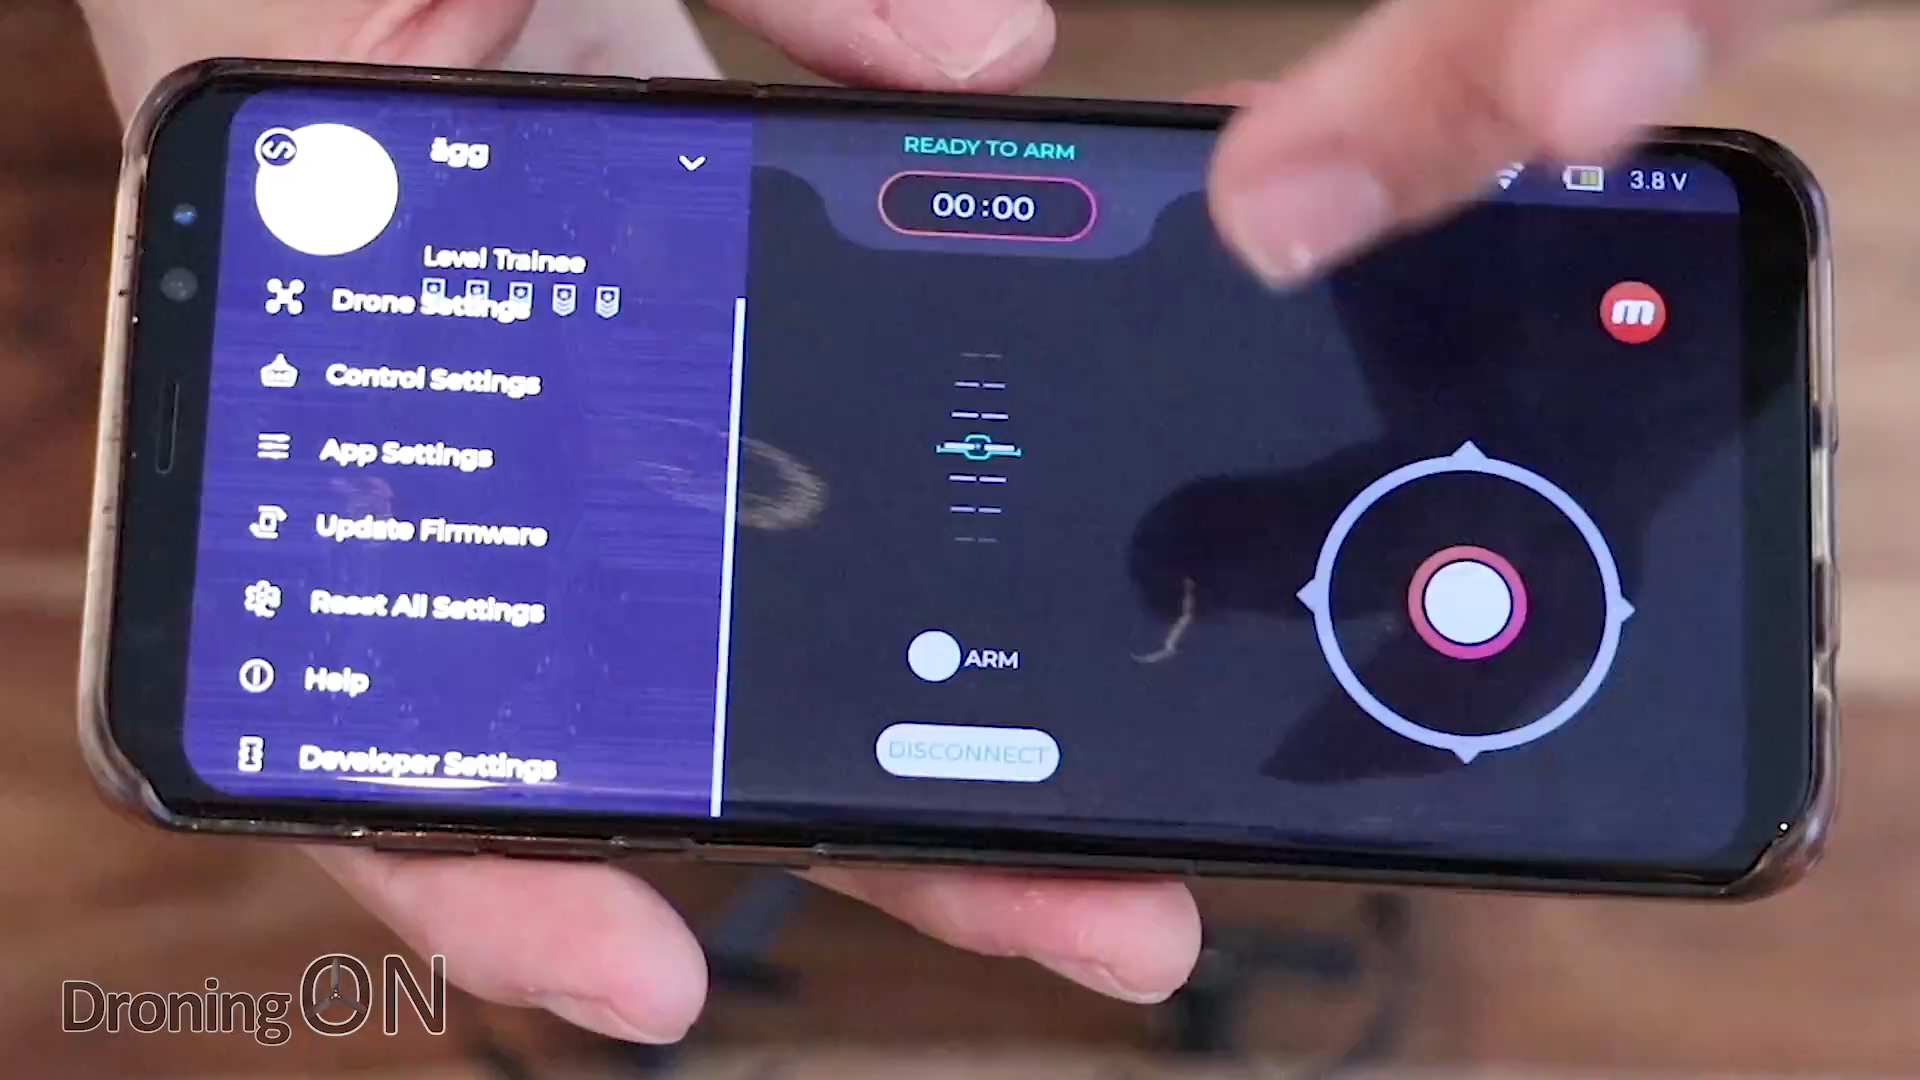 ägg
Level Trainee
Drone Settings
Control Settings
App Settings
Update Firmware
Reset All Settings
Help
Developer Settings
READY TO ARM
00:00
ARM
DISCONNECT
3.8 V
m
DroningON